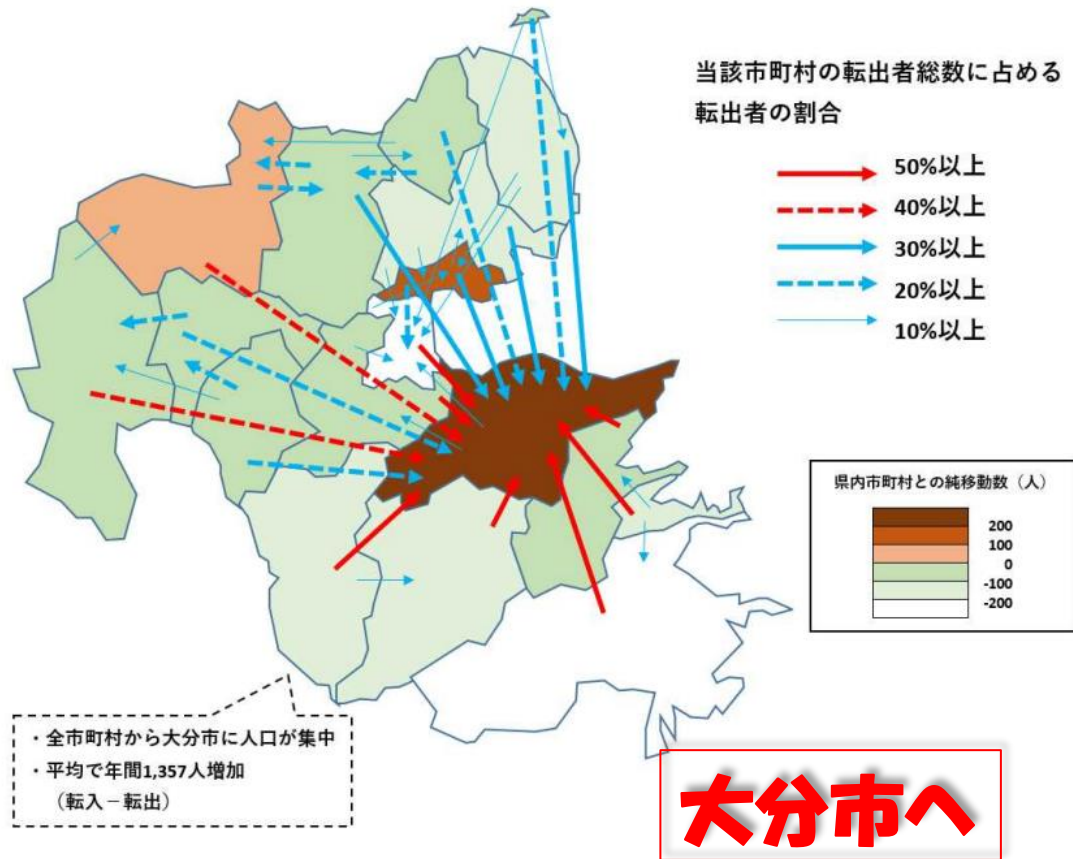 当該市町村の転出者総数に占める
転出者の割合
50%以上
40%以上
30%以上
20%以上
10%以上
県内市町村との純移動数（人）
200
100
0
-100
-200
・全市町村から大分市に人口が集中
・平均で年間1,357人増加
（転入－転出）
大分市へ